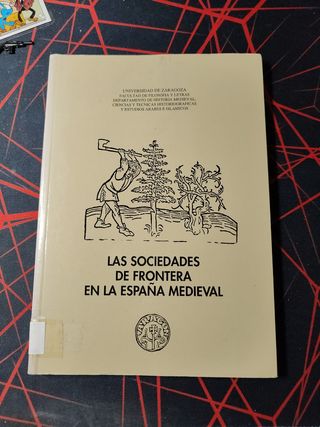 UNIVERSIDAD DE ZARAGOZA
FACULTAD DE FILOSOFIA Y LETRAS
DEPARTAMENTO DE HISTORIA MEDIEVAL,
CIENCIAS Y TECNICAS HISTORIOGRAFICAS
Y ESTUDIOS ARABES E ISLAMICOS
LAS SOCIEDADES
DE FRONTERA
EN LA ESPAÑA MEDIEVAL